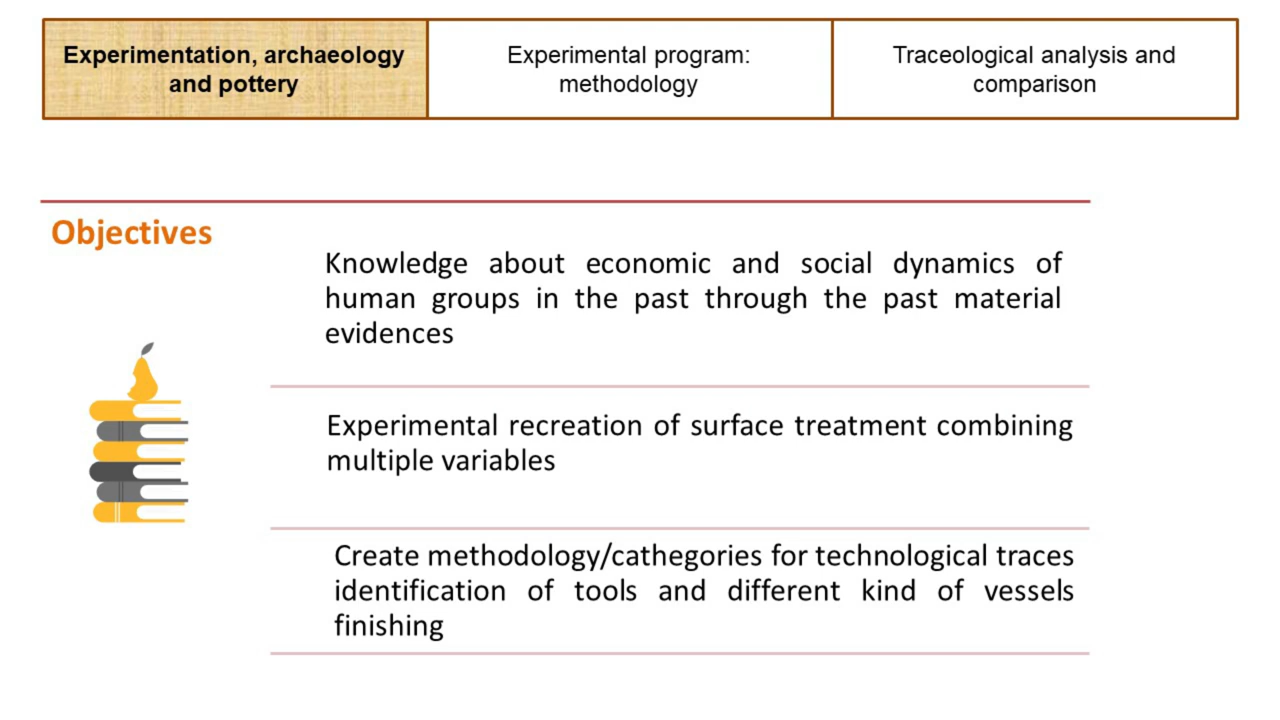 Experimentation, archaeology
and pottery
Experimental program:
methodology
Traceological analysis and
comparison
Objectives
Knowledge about economic and social dynamics of
human groups in the past through the past material
evidences
Experimental recreation of surface treatment combining
multiple variables
Create methodology/cathegories for technological traces
identification of tools and different kind of vessels
finishing